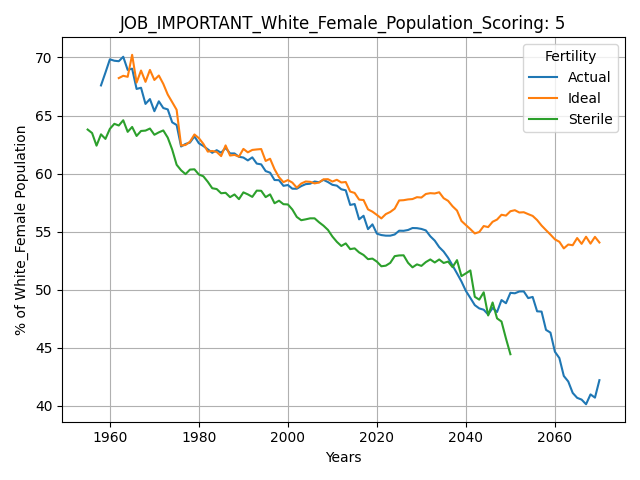 JOB_IMPORTANT_White_Female_Population_Scoring: 5
Fertility
Actual
Ideal
Sterile
% of White_Female Population
70
65
60
55
50
45
40
1960
1980
2000
2020
2040
2060
Years